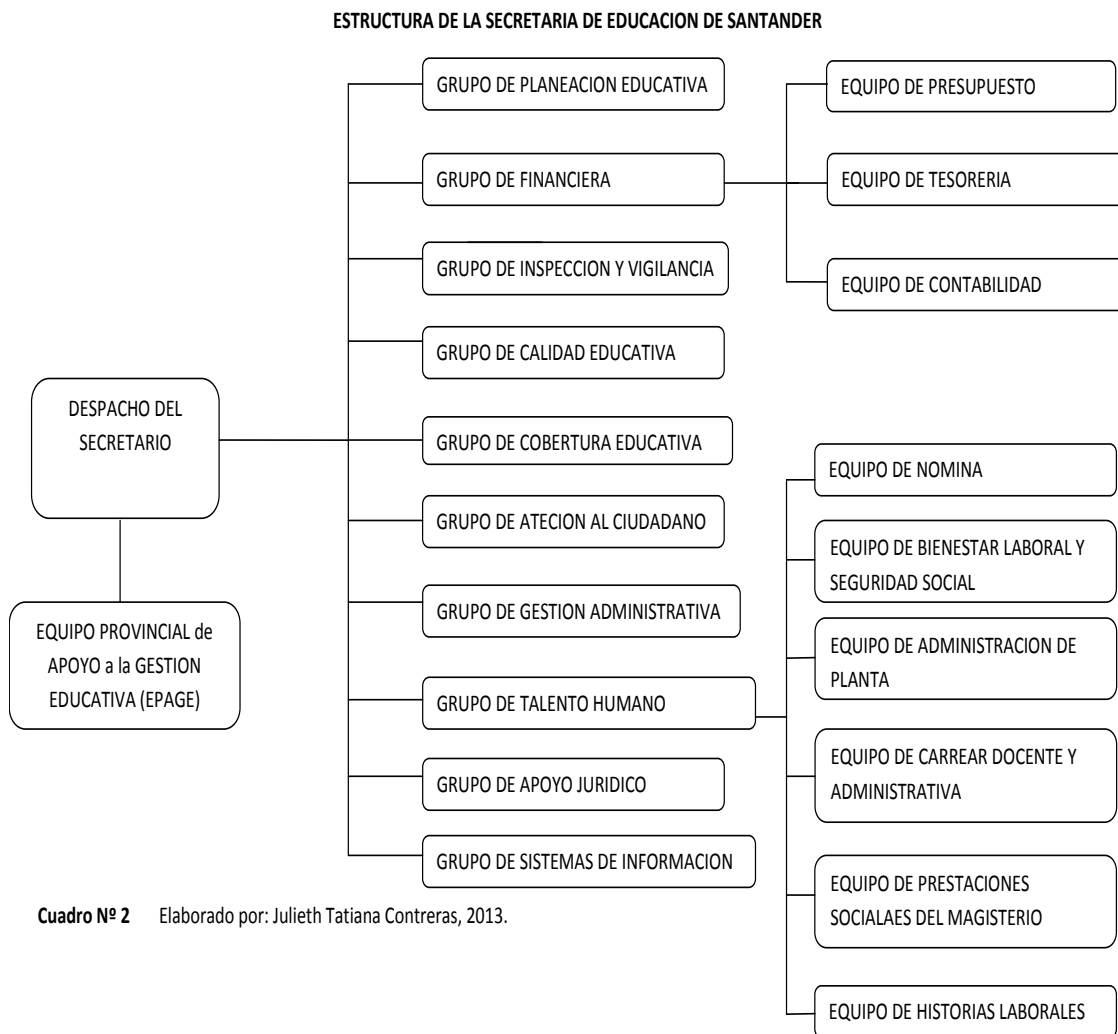 ESTRUCTURA DE LA SECRETARIA DE EDUCACION DE SANTANDER
DESPACHO DEL
SECRETARIO
EQUIPO PROVINCIAL de
APOYO a la GESTION
EDUCATIVA (EPAGE)
GRUPO DE PLANEACION EDUCATIVA
GRUPO DE FINANCIERA
GRUPO DE INSPECCION Y VIGILANCIA
GRUPO DE CALIDAD EDUCATIVA
GRUPO DE COBERTURA EDUCATIVA
GRUPO DE ATECION AL CIUDADANO
GRUPO DE GESTION ADMINISTRATIVA
GRUPO DE TALENTO HUMANO
GRUPO DE APOYO JURIDICO
GRUPO DE SISTEMAS DE INFORMACION
EQUIPO DE PRESUPUESTO
EQUIPO DE TESORERIA
EQUIPO DE CONTABILIDAD
EQUIPO DE NOMINA
EQUIPO DE BIENESTAR LABORAL Y
SEGURIDAD SOCIAL
EQUIPO DE ADMINISTRACION DE
PLANTA
EQUIPO DE CARREAR DOCENTE Y
ADMINISTRATIVA
EQUIPO DE PRESTACIONES
SOCIALAES DEL MAGISTERIO
EQUIPO DE HISTORIAS LABORALES
Cuadro Nº 2 Elaborado por: Julieth Tatiana Contreras, 2013.